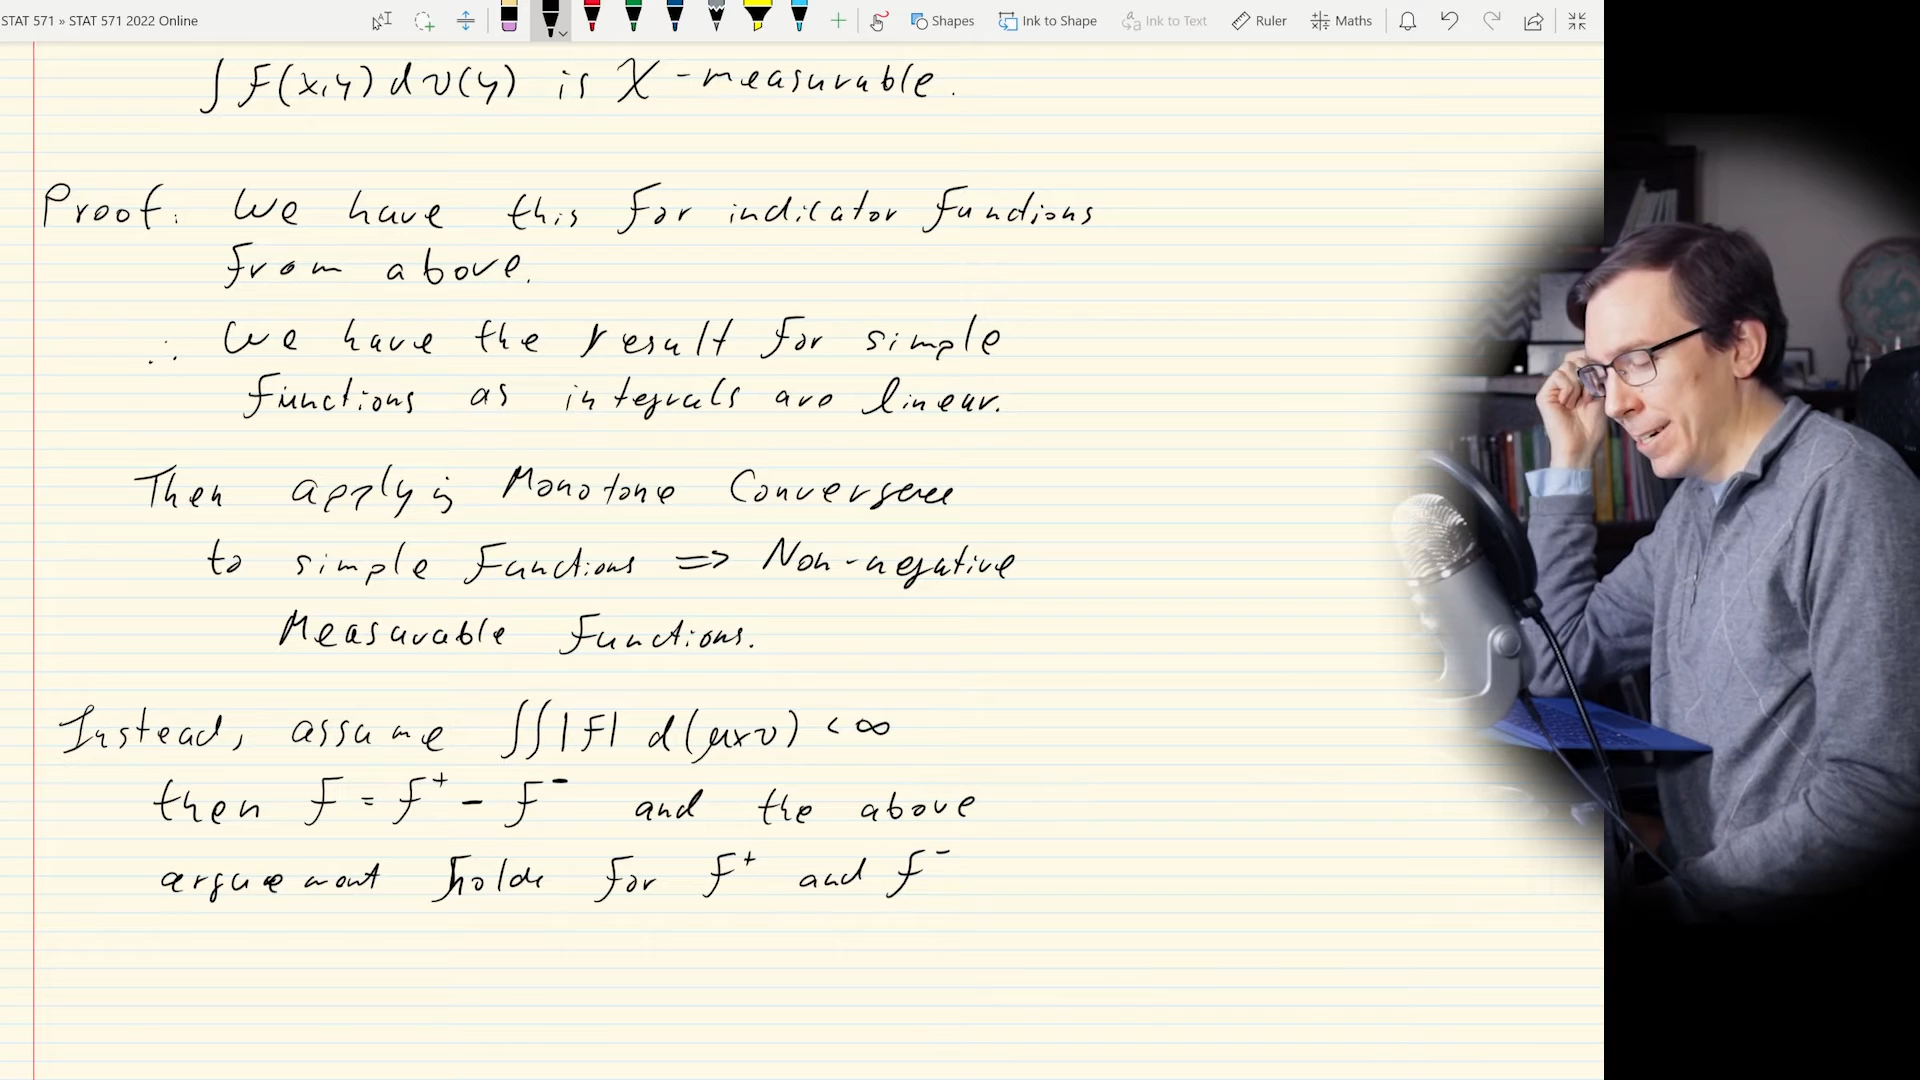 STAT 571 » STAT 571 2022 Online
Shapes
Ink to Shape
Ink to Text
Ruler
Maths
∫ f(x,y) dν(y) is X-measurable.
Proof: We have this for indicator functions
from above.
∴ We have the result for simple
functions as integrals are linear.
Then applyig Monotone Convergence
to simple Functions => Non-negative
Measurable Functions.
Instead, assume ∫∫|f| d(μ×ν) < ∞
then f = f⁺ - f⁻ and the above
arguement holds for f⁺ and f⁻